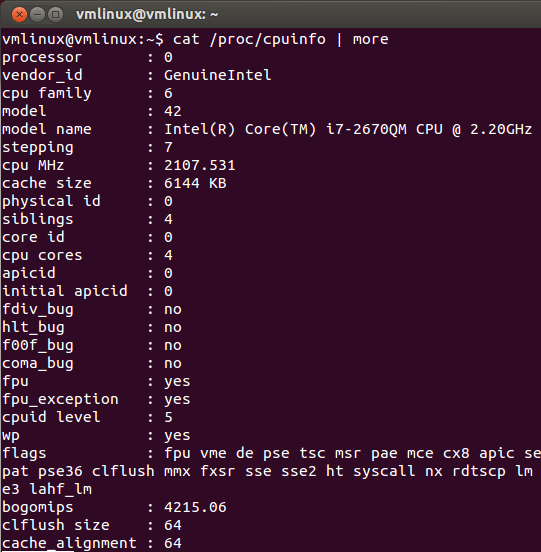 vmlinux@vmlinux: ~
vmlinux@vmlinux:~$ cat /proc/cpuinfo | more
processor : 0
vendor_id : GenuineIntel
cpu family : 6
model : 42
model name : Intel(R) Core(TM) i7-2670QM CPU @ 2.20GHz
stepping : 7
cpu MHz : 2107.531
cache size : 6144 KB
physical id : 0
siblings : 4
core id : 0
cpu cores : 4
apicid : 0
initial apicid : 0
fdiv_bug : no
hlt_bug : no
f00f_bug : no
coma_bug : no
fpu : yes
fpu_exception : yes
cpuid level : 5
wp : yes
flags : fpu vme de pse tsc msr pae mce cx8 apic se
pat pse36 clflush mmx fxsr sse sse2 ht syscall nx rdtscp lm
e3 lahf_lm
bogomips : 4215.06
clflush size : 64
cache_alignment : 64